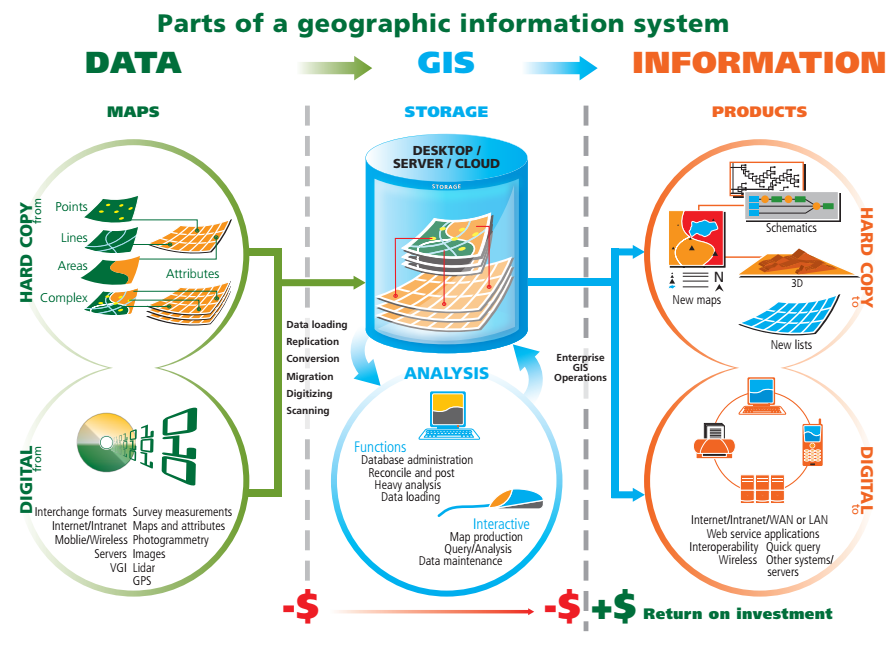 Parts of a geographic information system
DATA
GIS
INFORMATION
MAPS
STORAGE
PRODUCTS
HARD COPY
from
Points
Lines
Areas
Attributes
Complex
DIGITAL
from
Interchange formats Survey measurements
Internet/Intranet Maps and attributes
Moblie/Wireless Photogrammetry
Servers Images
VGI Lidar
GPS
Data loading
Replication
Conversion
Migration
Digitizing
Scanning
DESKTOP /
SERVER / CLOUD
STORAGE
ANALYSIS
Functions
Database administration
Reconcile and post
Heavy analysis
Data loading
Interactive
Map production
Query/Analysis
Data maintenance
Enterprise
GIS
Operations
HARD COPY
to
Schematics
N
New maps
3D
New lists
DIGITAL
to
Internet/Intranet/WAN or LAN
Web service applications
Interoperability Quick query
Wireless Other systems/
servers
-$
-$
+$ Return on investment